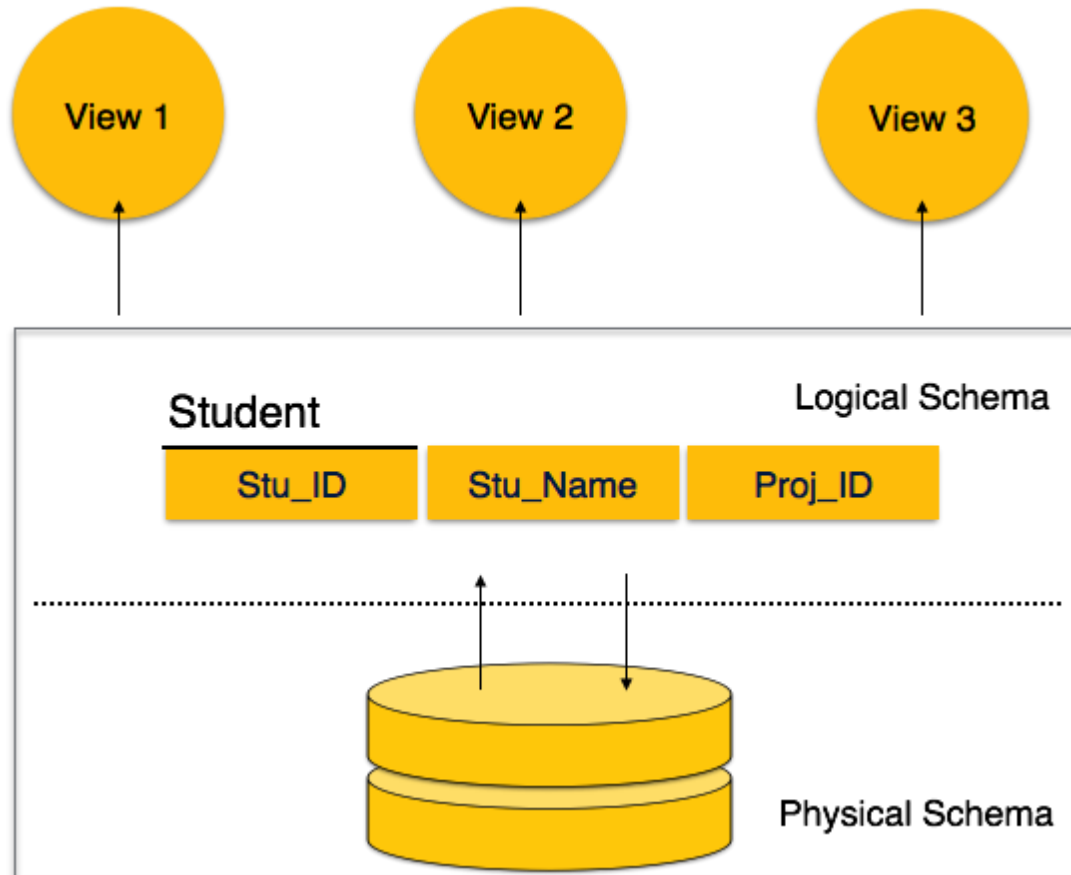 View 1
View 2
View 3
Logical Schema
Student
Stu_ID
Stu_Name
Proj_ID
Physical Schema